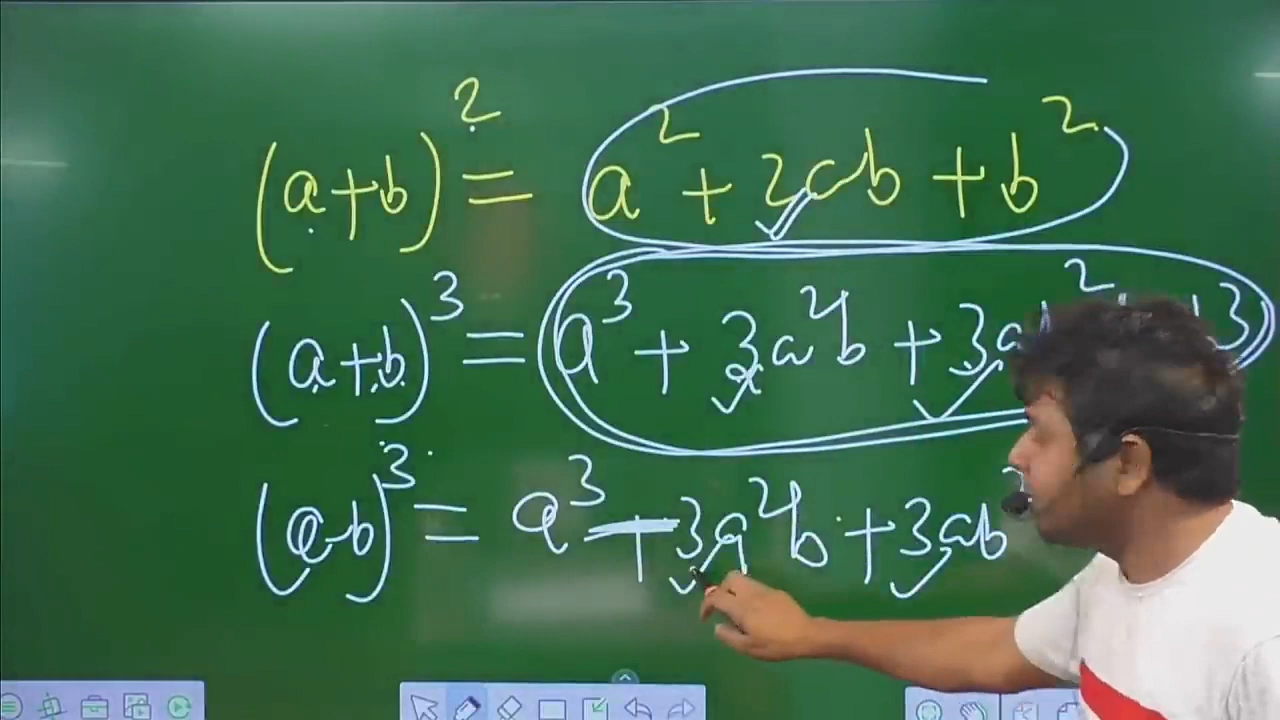 (a+b)² = a² + 2ab + b²
(a+b)³ = a³ + 3a²b + 3a
(a-b)³ = a³ - 3a²b + 3ab